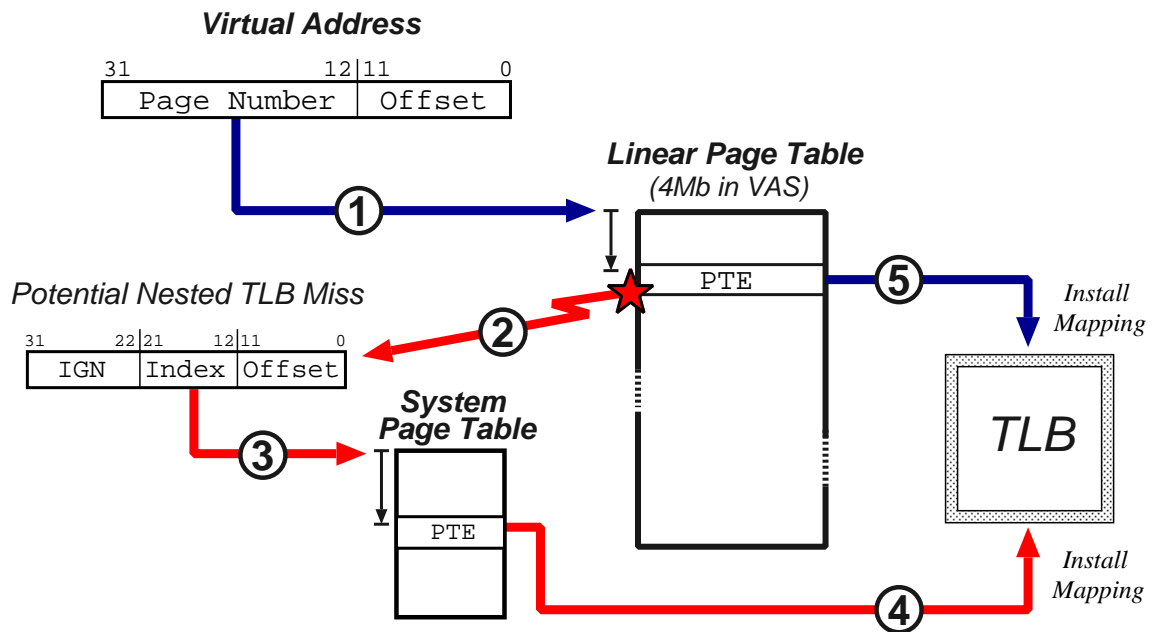 Virtual Address
31 12 11 0
Page Number Offset
Linear Page Table
(4Mb in VAS)
1
PTE
5
Install
Mapping
Potential Nested TLB Miss
2
31 22 21 12 11 0
IGN Index Offset
System
Page Table
TLB
3
PTE
Install
Mapping
4